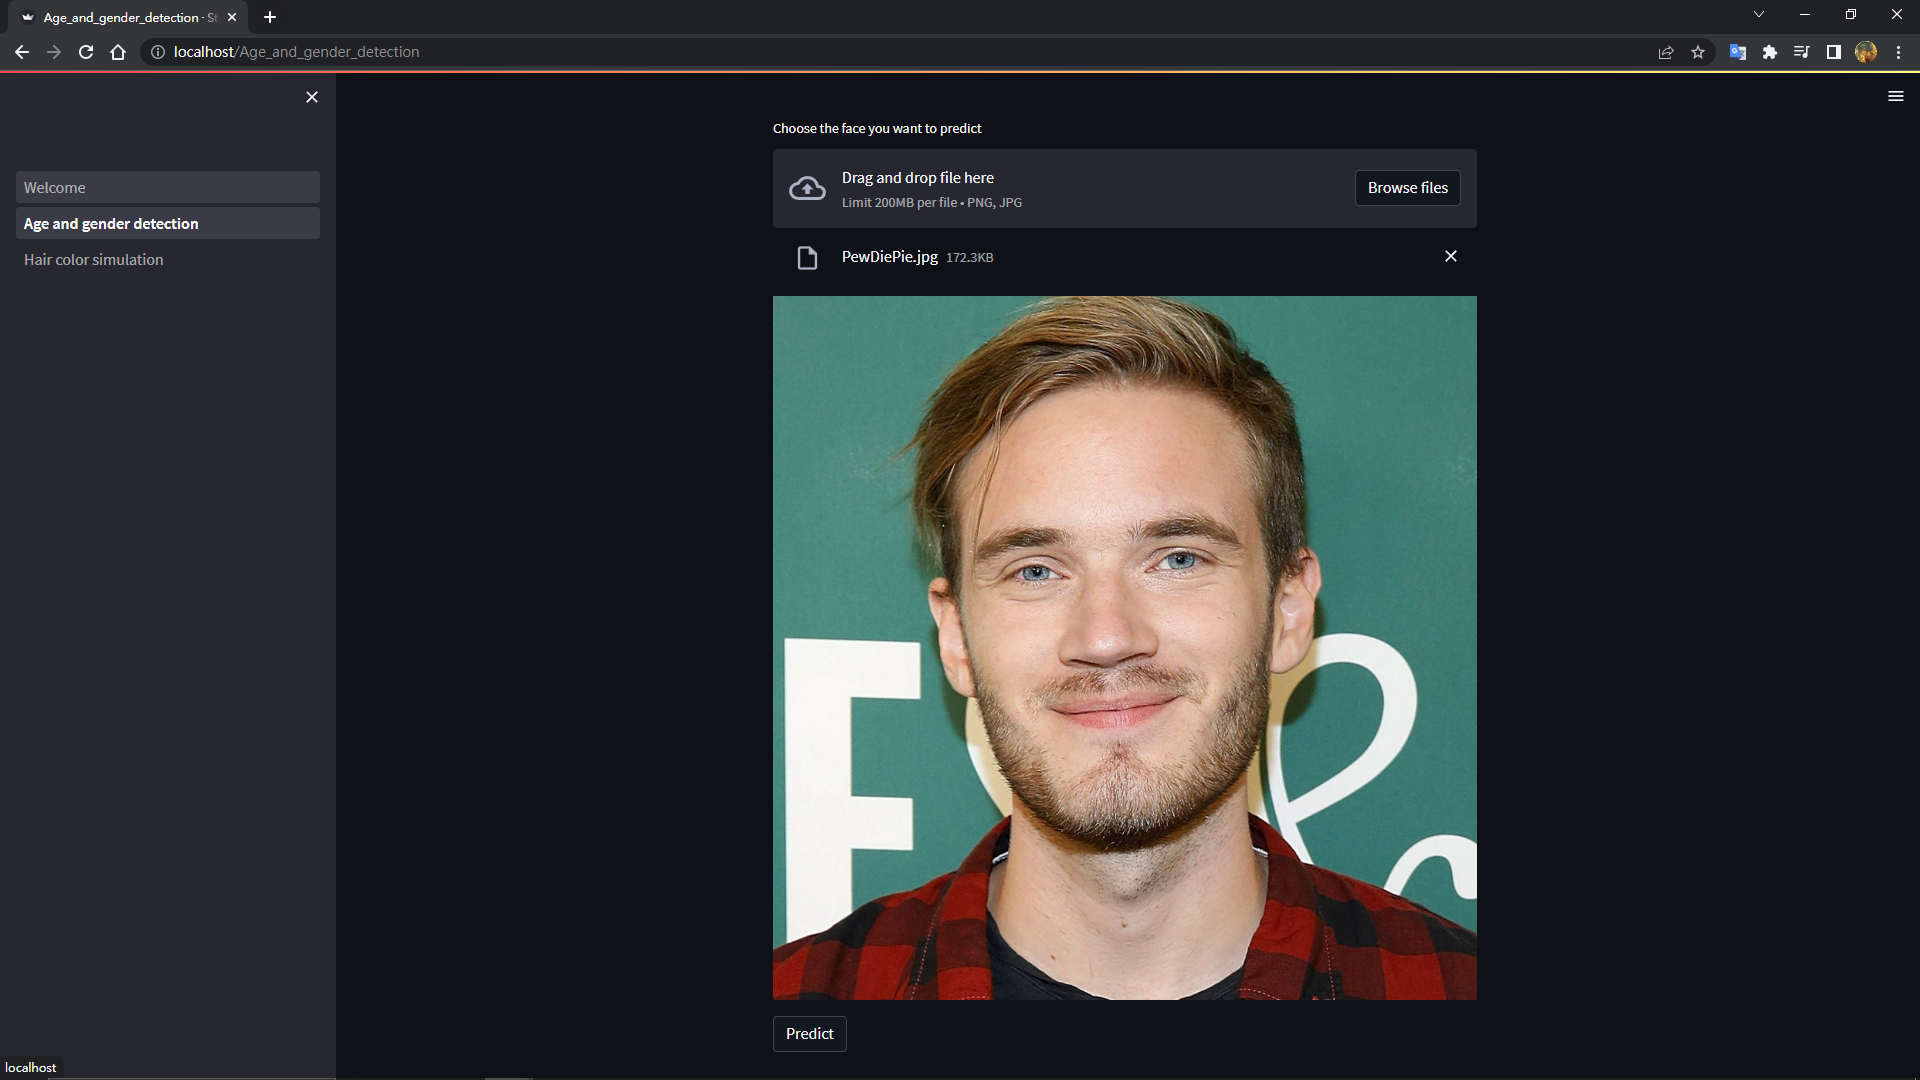 Age_and_gender_detection · St
localhost/Age_and_gender_detection
Welcome
Age and gender detection
Hair color simulation
Choose the face you want to predict
Drag and drop file here
Limit 200MB per file • PNG, JPG
Browse files
PewDiePie.jpg 172.3KB
F &
Predict
localhost